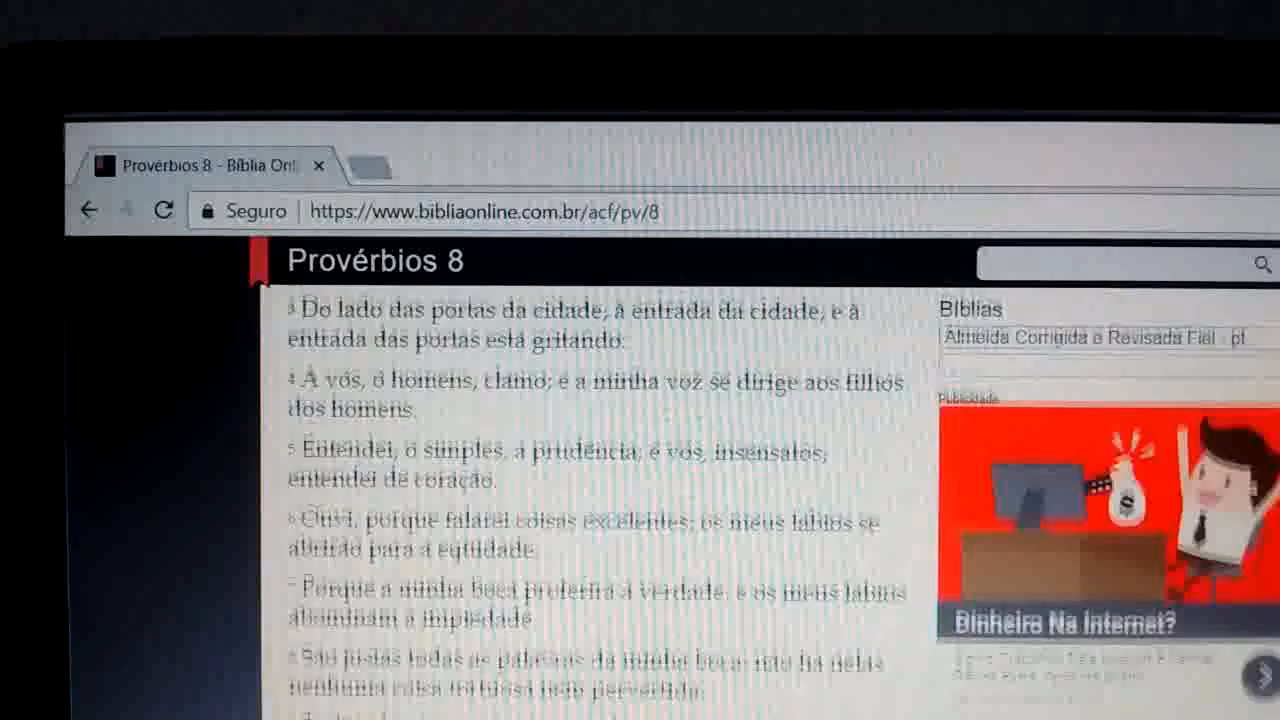 Provérbios 8 - Bíblia Onl
Seguro
https://www.bibliaonline.com.br/acf/pv/8
Provérbios 8
3 Do lado das portas da cidade, à entrada da cidade, e à
entrada das portas está gritando:
4 A vós, ó homens, clamo; e a minha voz se dirige aos filhos
dos homens.
5 Entendei, ó simples, a prudência; e vós, insensatos,
entendei de coração.
6 Ouvi, porque falarei coisas excelentes; os meus lábios se
abrirão para a eqüidade.
7 Porque a minha boca proferirá a verdade, e os meus lábios
abominam a impiedade.
8 São justas todas as palavras da minha boca: não há nelas
nenhuma coisa tortuosa nem pervertida;
Bíblias
Almeida Corrigida e Revisada Fiel - pt
Publicidade
$
Dinheiro Na Internet?